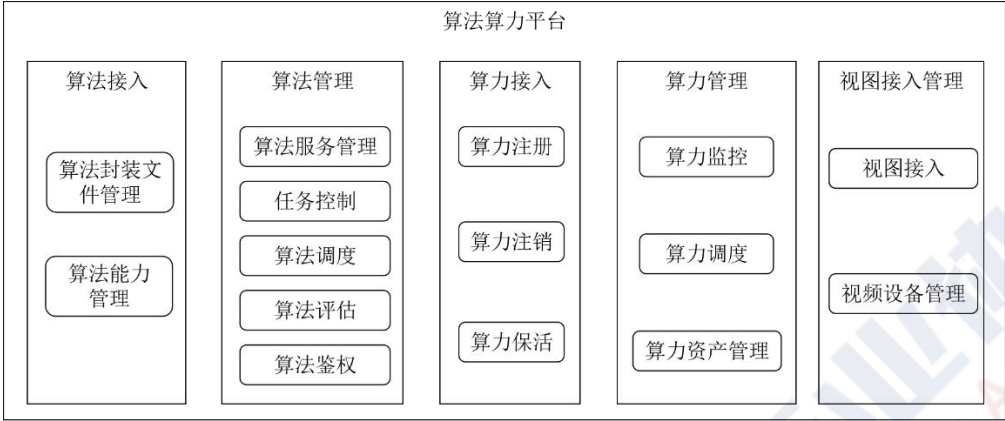 算法算力平台
算法接入
算法封装文
件管理
算法能力
管理
算法管理
算法服务管理
任务控制
算法调度
算法评估
算法鉴权
算力接入
算力注册
算力注销
算力保活
算力管理
算力监控
算力调度
算力资产管理
视图接入管理
视图接入
视频设备管理